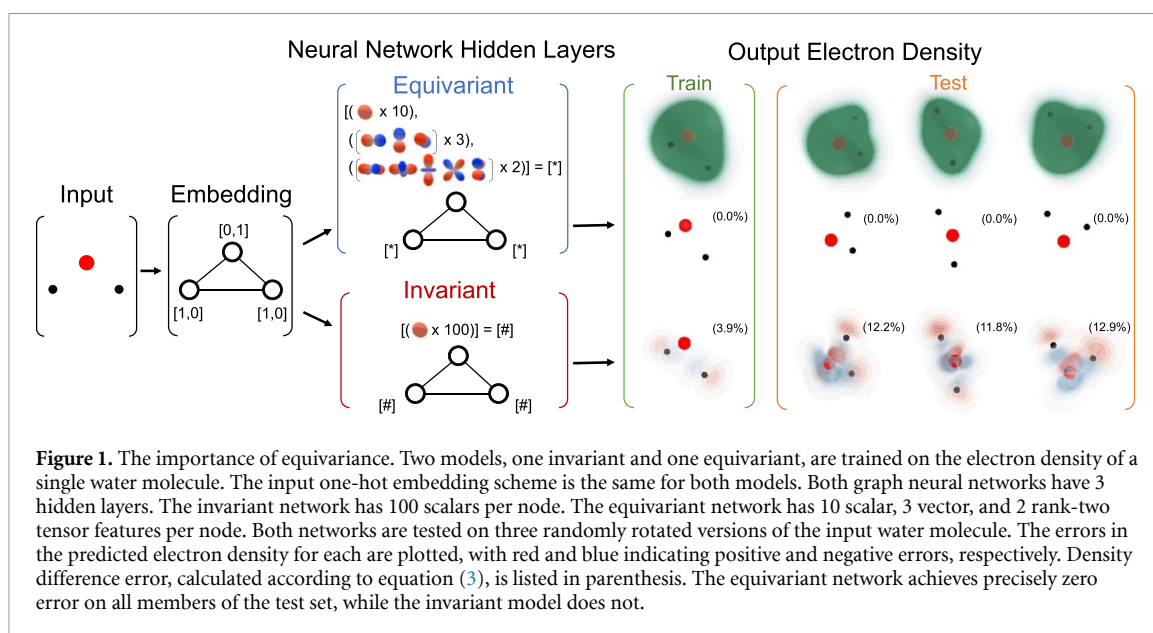 Neural Network Hidden Layers
Output Electron Density
Equivariant
Train
Test
[( x 10),
( x 3),
( x 2)] = [*]
Input
Embedding
[0,1]
[1,0] [1,0]
[*] [*]
(0.0%) (0.0%) (0.0%) (0.0%)
Invariant
[( x 100)] = [#]
[#] [#]
(3.9%) (12.2%) (11.8%) (12.9%)
Figure 1. The importance of equivariance. Two models, one invariant and one equivariant, are trained on the electron density of a
single water molecule. The input one-hot embedding scheme is the same for both models. Both graph neural networks have 3
hidden layers. The invariant network has 100 scalars per node. The equivariant network has 10 scalar, 3 vector, and 2 rank-two
tensor features per node. Both networks are tested on three randomly rotated versions of the input water molecule. The errors in
the predicted electron density for each are plotted, with red and blue indicating positive and negative errors, respectively. Density
difference error, calculated according to equation (3), is listed in parenthesis. The equivariant network achieves precisely zero
error on all members of the test set, while the invariant model does not.